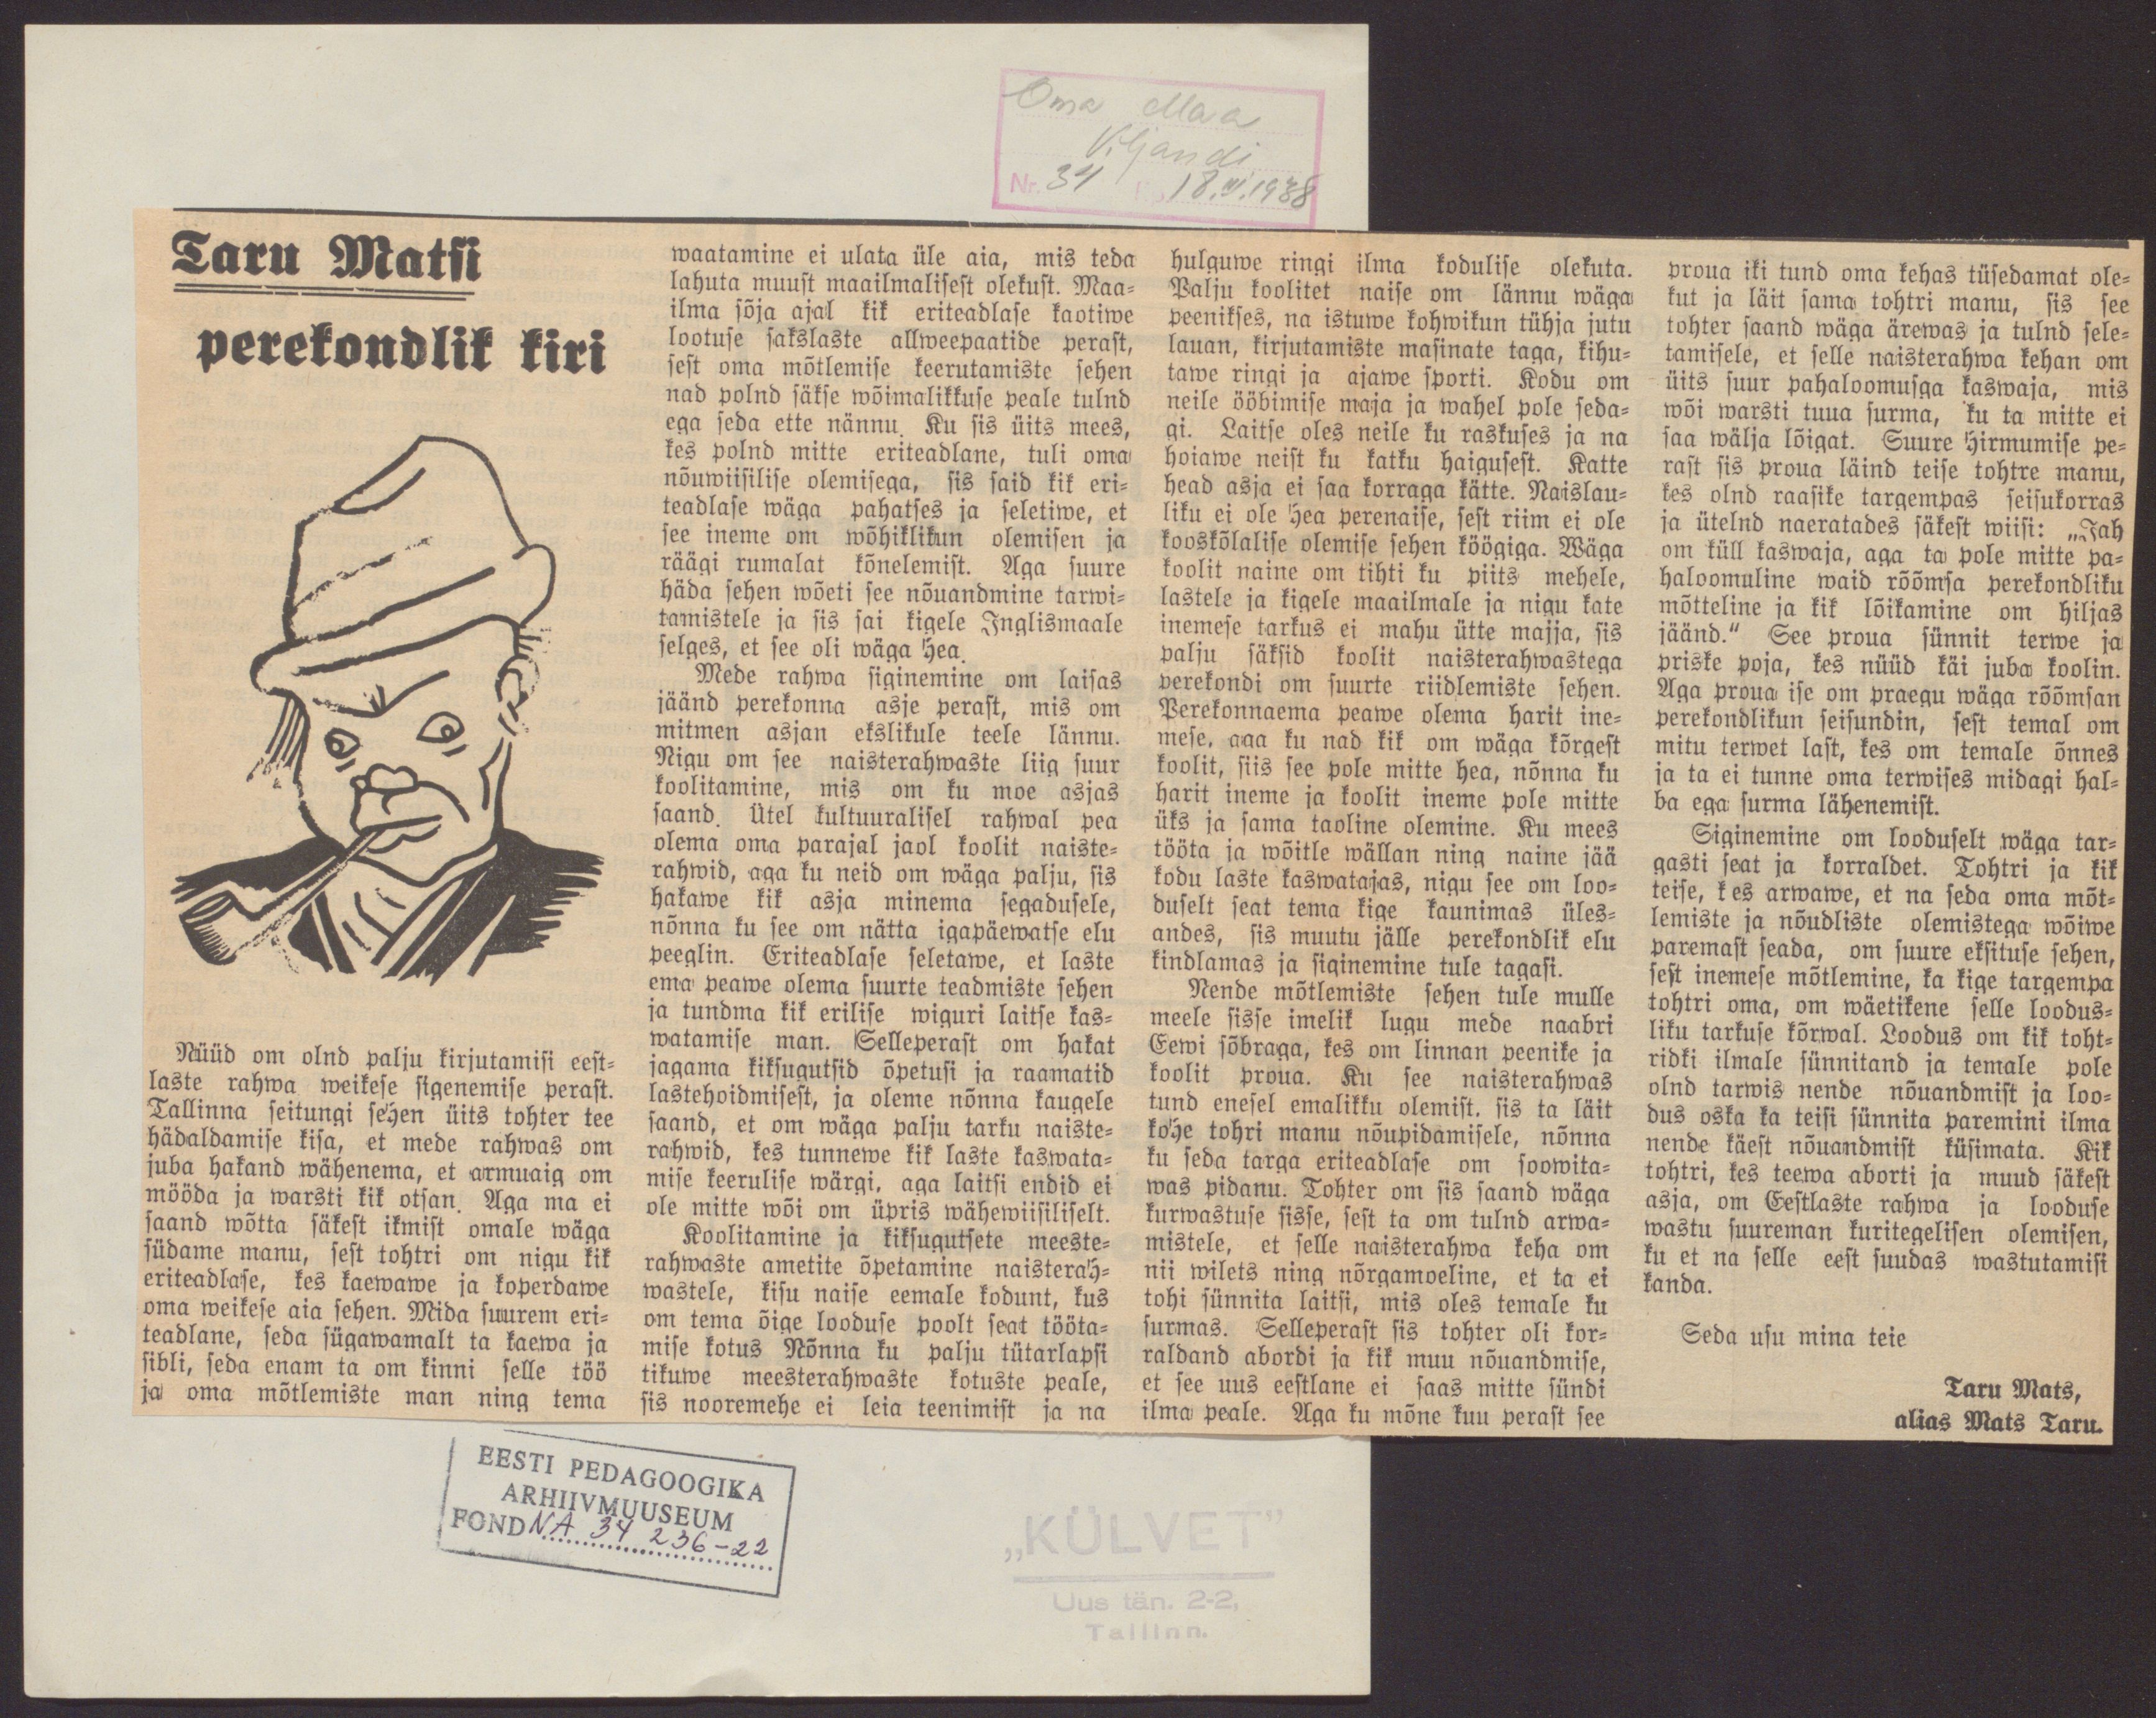 Oma Maa
Viljandi
Nr. 34 18.III.1938
Taru Matsi
perekondlik kiri
Nüüd om olnd palju kirjutamisi eest-
laste rahwa weikese sigenemise perast.
Tallinna seitungi sehen üits tohter tee
hädaldamise kisa, et mede rahwas om
juba hakand wähenema, et armuaig om
mööda ja warsti kik otsan. Aga ma ei
saand wõtta säkest ikmist omale wäga
südame manu, sest tohtri om nigu kik
eriteadlase, kes kaewawe ja koperdawe
oma weikese aia sehen. Mida suurem eri-
teadlane, seda sügawamalt ta kaewa ja
sibli, seda enam ta om kinni selle töö
ja oma mõtlemiste man ning tema
waatamine ei ulata üle aia, mis teda
lahuta muust maailmalisest olekust. Maa-
ilma sõja ajal kik eriteadlase kaotiwe
lootuse sakslaste allweepaatide perast,
sest oma mõtlemise keerutamiste sehen
nad polnd säkse wõimalikkuse peale tulnd
ega seda ette nännu. Ku sis üits mees,
kes polnd mitte eriteadlane, tuli oma
nõuwiisilise olemisega, sis said kik eri-
teadlase wäga pahatses ja seletiwe, et
see ineme om wõhiklikun olemisen ja
räägi rumalat kõnelemist. Aga suure
häda sehen wõeti see nõuandmine tarwi-
tamistele ja sis sai kigele Inglismaale
selges, et see oli wäga hea.
Mede rahwa siginemine om laisas
jäänd perekonna asje perast, mis om
mitmen asjan ekslikule teele lännu.
Nigu om see naisterahwaste liig suur
koolitamine, mis om ku moe asjas
saand. Ütel kultuuralisel rahwal pea
olema oma parajal jaol koolit naiste-
rahwid, aga ku neid om wäga palju, sis
hakawe kik asja minema segadusele,
nõnna ku see om nätta igapäewatse elu
peeglin. Eriteadlase seletawe, et laste
ema peawe olema suurte teadmiste sehen
ja tundma kik erilise wiguri laitse kas-
watamise man. Selleperast om hakat
jagama kiksugutsid õpetusi ja raamatid
lastehoidmisest, ja oleme nõnna kaugele
saand, et om wäga palju tarku naiste-
rahwid, kes tunnewe kik laste kaswata-
mise keerulise wärgi, aga laitsi endid ei
ole mitte wõi om üpris wähewiisiliselt.
Koolitamine ja kiksugutsete meeste-
rahwaste ametite õpetamine naisterah-
wastele, kisu naise eemale kodunt, kus
om tema õige looduse poolt seat tööta-
mise kotus Nõnna ku palju tütarlapsi
tikuwe meesterahwaste kotuste peale,
sis nooremehe ei leia teenimist ja na
hulguwe ringi ilma kodulise olekuta.
Palju koolitet naise om lännu wäga
peenikses, na istuwe kohwikun tühja jutu
lauan, kirjutamiste masinate taga, kihu-
tawe ringi ja ajawe sporti. Kodu om
neile ööbimise maja ja wahel pole seda-
gi. Laitse oles neile ku raskuses ja na
hoiawe neist ku katku haigusest. Katte
head asja ei saa korraga kätte. Naislau-
liku ei ole hea perenaise, sest riim ei ole
kooskõlalise olemise sehen köögiga. Wäga
koolit naine om tihti ku piits mehele,
lastele ja kigele maailmale ja nigu kate
inemese tarkus ei mahu ütte majja, sis
palju säksid koolit naisterahwastega
perekondi om suurte riidlemiste sehen.
Perekonnaema peawe olema harit ine-
mese, aga ku nad kik om wäga kõrgest
koolit, siis see pole mitte hea, nõnna ku
harit ineme ja koolit ineme pole mitte
üks ja sama taoline olemine. Ku mees
tööta ja wõitle wällan ning naine jää
kodu laste kaswatajas, nigu see om loo-
duselt seat tema kige kaunimas üles-
andes, sis muutu jälle perekondlik elu
kindlamas ja siginemine tule tagasi.
Nende mõtlemiste sehen tule mulle
meele sisse imelik lugu mede naabri
Eewi sõbraga, kes om linnan peenike ja
koolit proua. Ku see naisterahwas
tund enesel emalikku olemist, sis ta läit
kohe tohri manu nõupidamisele, nõnna
ku seda targa eriteadlase om soowita-
was pidanu. Tohter om sis saand wäga
kurwastuse sisse, sest ta om tulnd arwa-
mistele, et selle naisterahwa keha om
nii wilets ning nõrgamoeline, et ta ei
tohi sünnita laitsi, mis oles temale ku
surmas. Selleperast sis tohter oli kor-
raldand abordi ja kik muu nõuandmise,
et see uus eestlane ei saas mitte sündi
ilma peale. Aga ku mõne kuu perast see
proua iki tund oma kehas tüsedamat ole-
kut ja läit sama tohtri manu, sis see
tohter saand wäga ärewas ja tulnd sele-
tamisele, et selle naisterahwa kehan om
üits suur pahaloomusga kaswaja, mis
wõi warsti tuua surma, ku ta mitte ei
saa wälja lõigat. Suure hirmumise pe-
rast sis proua läind teise tohtre manu,
kes olnd raasike targempas seisukorras
ja ütelnd naeratades säkest wiisi: „Jah
om küll kaswaja, aga ta pole mitte pa-
haloomuline waid rõõmsa perekondliku
mõtteline ja kik lõikamine om hiljas
jäänd.“ See proua sünnit terwe ja
priske poja, kes nüüd käi juba koolin.
Aga proua ise om praegu wäga rõõmsan
perekondlikun seisundin, sest temal om
mitu terwet last, kes om temale õnnes
ja ta ei tunne oma terwises midagi hal-
ba ega surma lähenemist.
Siginemine om looduselt wäga tar-
gasti seat ja korraldet. Tohtri ja kik
teise, kes arwawe, et na seda oma mõt-
lemiste ja nõudliste olemistega wõiwe
paremast seada, om suure eksituse sehen,
sest inemese mõtlemine, ka kige targempa
tohtri oma, om wäetikene selle loodus-
liku tarkuse kõrwal. Loodus om kik toht-
ridki ilmale sünnitand ja temale pole
olnd tarwis nende nõuandmist ja loo-
dus oska ka teisi sünnita paremini ilma
nende käest nõuandmist küsimata. Kik
tohtri, kes teewa aborti ja muud säkest
asja, om Eestlaste rahwa ja looduse
wastu suureman kuritegelisen olemisen,
ku et na selle eest suudas wastutamisi
kanda.
Seda usu mina teie
Taru Mats,
alias Mats Taru.
EESTI PEDAGOOGIKA
ARHIIVMUUSEUM
FOND NA 34 236-22
„KÜLVET”
Uus tän. 2-2,
Tallinn.